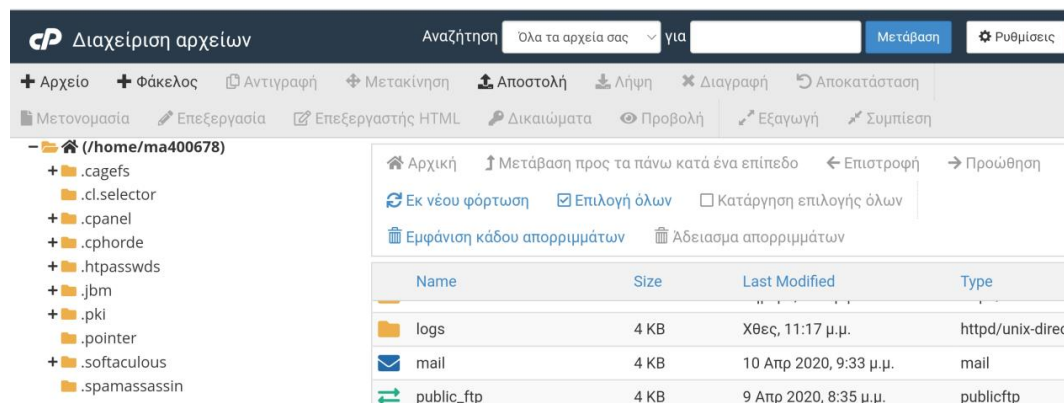 cP Διαχείριση αρχείων Αναζήτηση Όλα τα αρχεία σας για Μετάβαση Ρυθμίσεις
Αρχείο Φάκελος Αντιγραφή Μετακίνηση Αποστολή Λήψη Διαγραφή Αποκατάσταση
Μετονομασία Επεξεργασία Επεξεργαστής HTML Δικαιώματα Προβολή Εξαγωγή Συμπίεση
(/home/ma400678)
.cagefs
.cl.selector
.cpanel
.cphorde
.htpasswds
.jbm
.pki
.pointer
.softaculous
.spamassassin
Αρχική Μετάβαση προς τα πάνω κατά ένα επίπεδο Επιστροφή Προώθηση
Εκ νέου φόρτωση Επιλογή όλων Κατάργηση επιλογής όλων
Εμφάνιση κάδου απορριμμάτων Άδειασμα απορριμμάτων
Name Size Last Modified Type
logs 4 KB Χθες, 11:17 μ.μ. httpd/unix-direc
mail 4 KB 10 Απρ 2020, 9:33 μ.μ. mail
public_ftp 4 KB 9 Απρ 2020, 8:35 μ.μ. publicftp